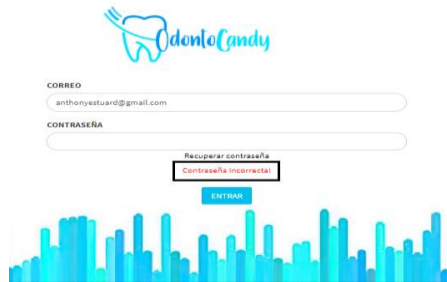 OdontoCandy
CORREO
anthonyestuard@gmail.com
CONTRASEÑA
Recuperar contraseña
Contraseña Incorrecta!
ENTRAR